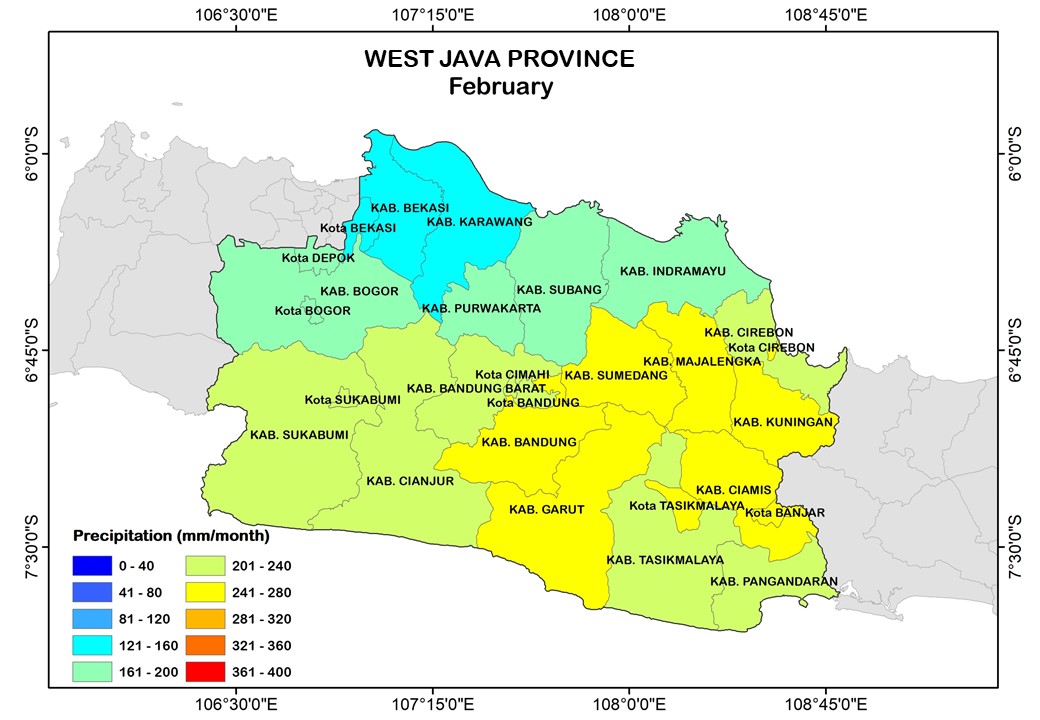 106°30'0"E 107°15'0"E 108°0'0"E 108°45'0"E
WEST JAVA PROVINCE
February
6°0'0"S
6°0'0"S
KAB. BEKASI
KAB. KARAWANG
Kota BEKASI
Kota DEPOK
KAB. INDRAMAYU
KAB. BOGOR
KAB. SUBANG
Kota BOGOR
KAB. PURWAKARTA
KAB. CIREBON
Kota CIREBON
6°45'0"S
6°45'0"S
KAB. MAJALENGKA
Kota CIMAHI
KAB. SUMEDANG
KAB. BANDUNG BARAT
Kota SUKABUMI
Kota BANDUNG
KAB. KUNINGAN
KAB. SUKABUMI
KAB. BANDUNG
KAB. CIANJUR
KAB. CIAMIS
KAB. GARUT
Kota TASIKMALAYA
Kota BANJAR
7°30'0"S
7°30'0"S
KAB. TASIKMALAYA
KAB. PANGANDARAN
Precipitation (mm/month)
0 - 40
41 - 80
81 - 120
121 - 160
161 - 200
201 - 240
241 - 280
281 - 320
321 - 360
361 - 400
106°30'0"E 107°15'0"E 108°0'0"E 108°45'0"E